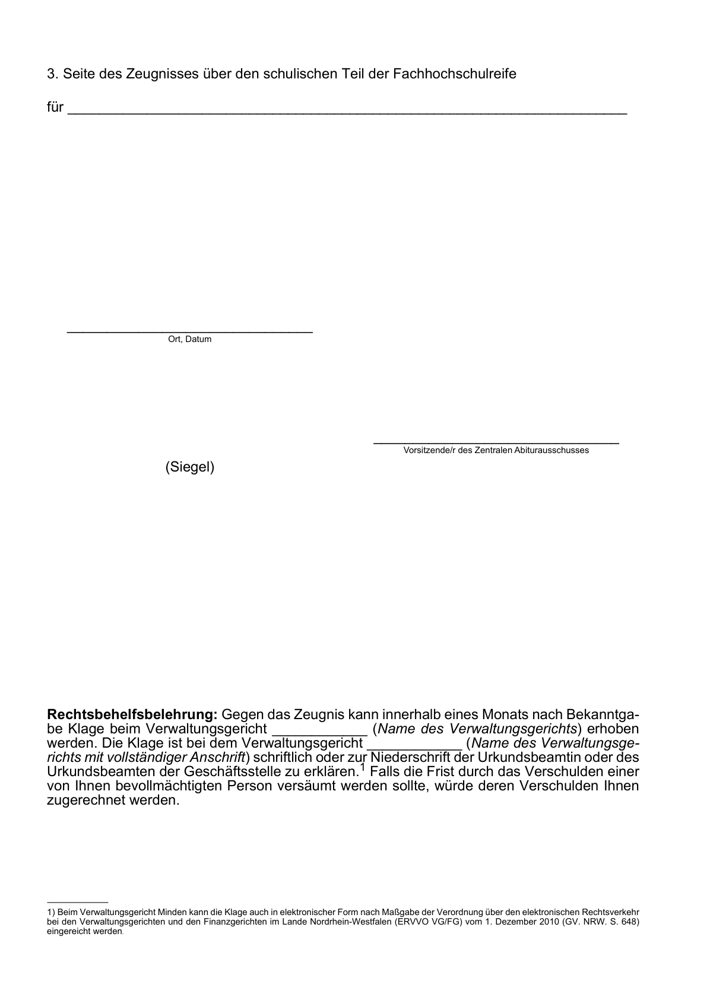 3. Seite des Zeugnisses über den schulischen Teil der Fachhochschulreife
für ______________________________________________________________________
Ort, Datum
Vorsitzende/r des Zentralen Abiturausschusses
(Siegel)
Rechtsbehelfsbelehrung: Gegen das Zeugnis kann innerhalb eines Monats nach Bekanntga-
be Klage beim Verwaltungsgericht ____________ (Name des Verwaltungsgerichts) erhoben
werden. Die Klage ist bei dem Verwaltungsgericht ____________ (Name des Verwaltungsge-
richts mit vollständiger Anschrift) schriftlich oder zur Niederschrift der Urkundsbeamtin oder des
Urkundsbeamten der Geschäftsstelle zu erklären.1 Falls die Frist durch das Verschulden einer
von Ihnen bevollmächtigten Person versäumt werden sollte, würde deren Verschulden Ihnen
zugerechnet werden.
1) Beim Verwaltungsgericht Minden kann die Klage auch in elektronischer Form nach Maßgabe der Verordnung über den elektronischen Rechtsverkehr
bei den Verwaltungsgerichten und den Finanzgerichten im Lande Nordrhein-Westfalen (ERVVO VG/FG) vom 1. Dezember 2010 (GV. NRW. S. 648)
eingereicht werden.